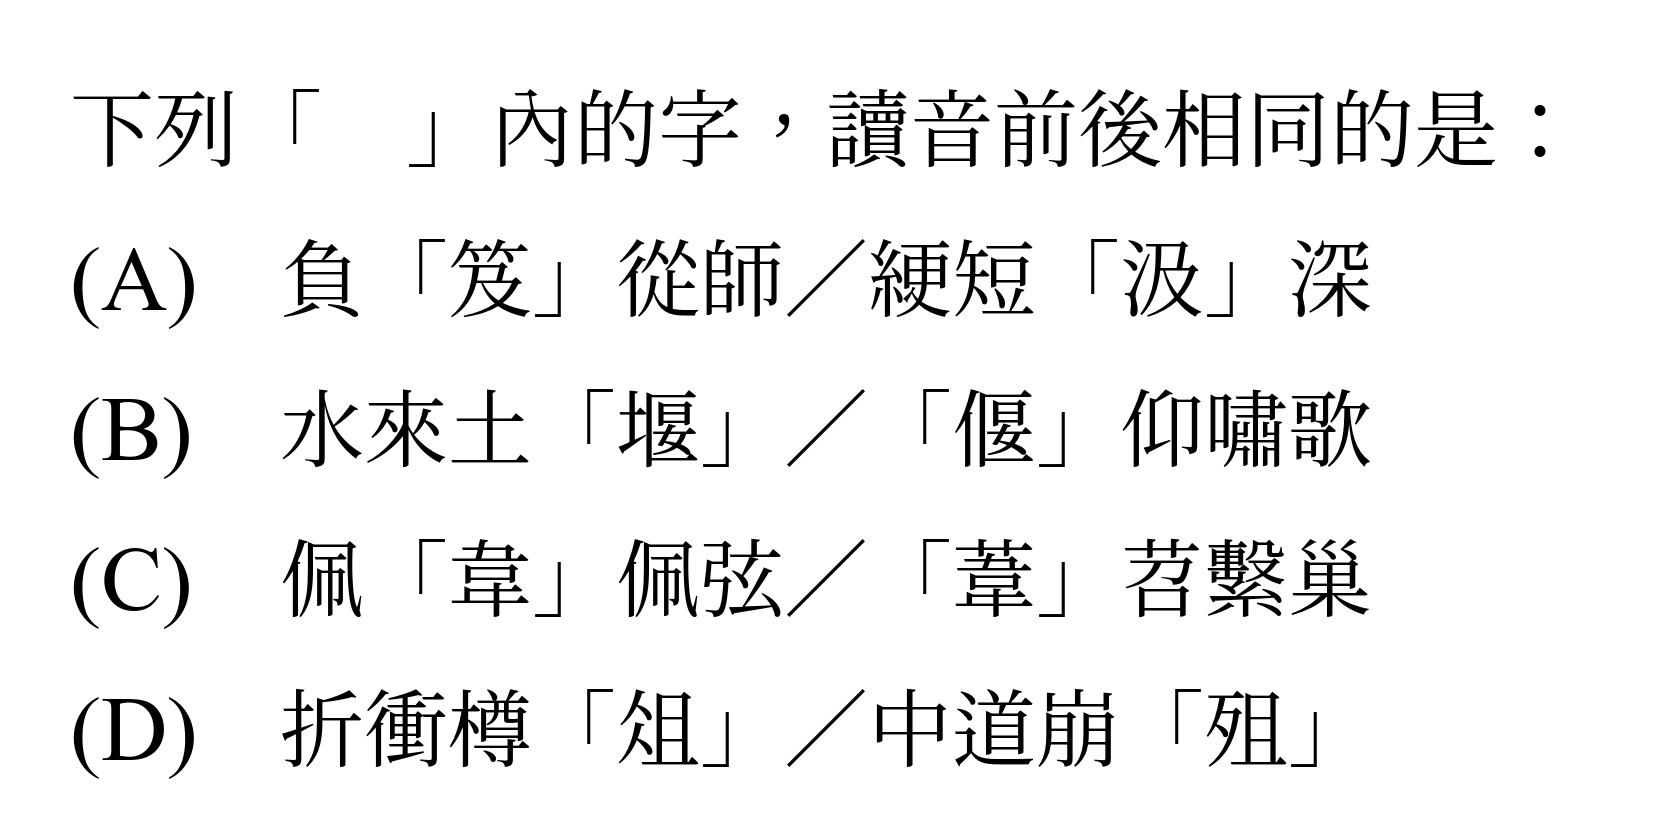 下列「　」內的字，讀音前後相同的是：
(A)　負「笈」從師／綆短「汲」深
(B)　水來土「堰」／「偃」仰嘯歌
(C)　佩「韋」佩弦／「葦」苕繫巢
(D)　折衝樽「俎」／中道崩「殂」